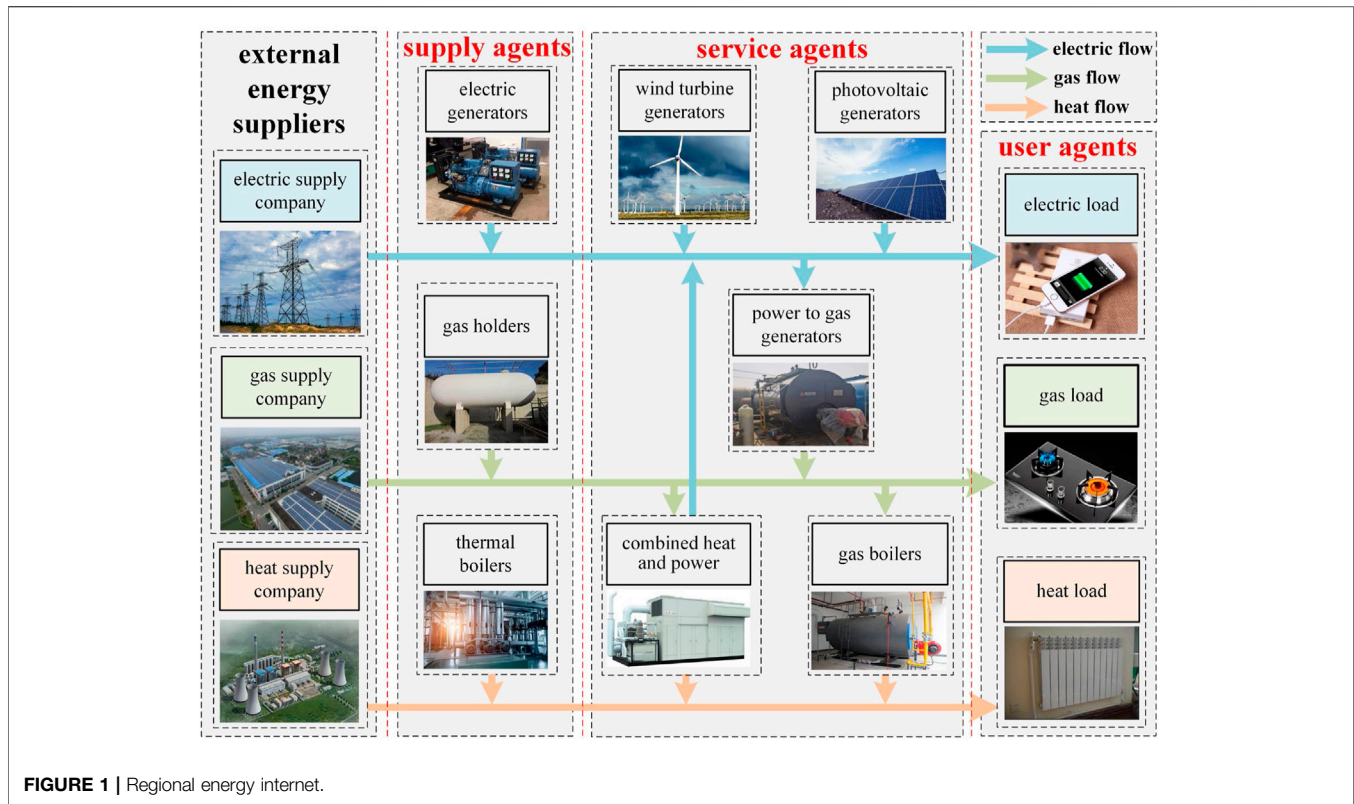 external
energy
suppliers
electric supply
company
gas supply
company
heat supply
company
supply agents
electric
generators
gas holders
thermal
boilers
service agents
wind turbine
generators
photovoltaic
generators
power to gas
generators
combined heat
and power
gas boilers
electric flow
gas flow
heat flow
user agents
electric load
gas load
heat load
FIGURE 1 | Regional energy internet.